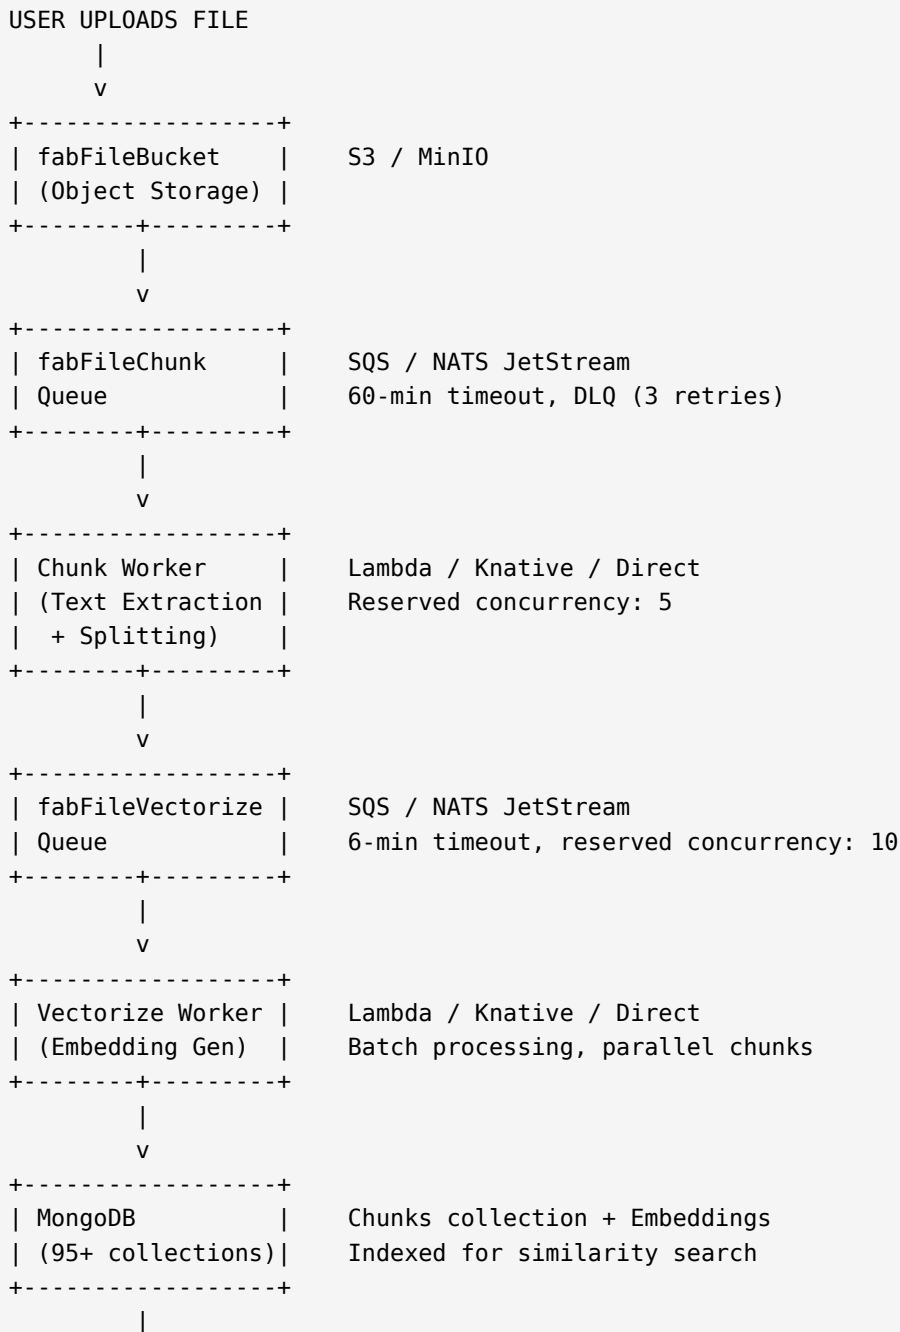 USER UPLOADS FILE
      |
      v
+------------------+
| fabFileBucket    |    S3 / MinIO
| (Object Storage) |
+--------+---------+
         |
         v
+------------------+
| fabFileChunk     |    SQS / NATS JetStream
| Queue            |    60-min timeout, DLQ (3 retries)
+--------+---------+
         |
         v
+------------------+
| Chunk Worker     |    Lambda / Knative / Direct
| (Text Extraction |    Reserved concurrency: 5
|  + Splitting)    |
+--------+---------+
         |
         v
+------------------+
| fabFileVectorize |    SQS / NATS JetStream
| Queue            |    6-min timeout, reserved concurrency: 10
+--------+---------+
         |
         v
+------------------+
| Vectorize Worker |    Lambda / Knative / Direct
| (Embedding Gen)  |    Batch processing, parallel chunks
+--------+---------+
         |
         v
+------------------+
| MongoDB          |    Chunks collection + Embeddings
| (95+ collections)|    Indexed for similarity search
+------------------+
         |